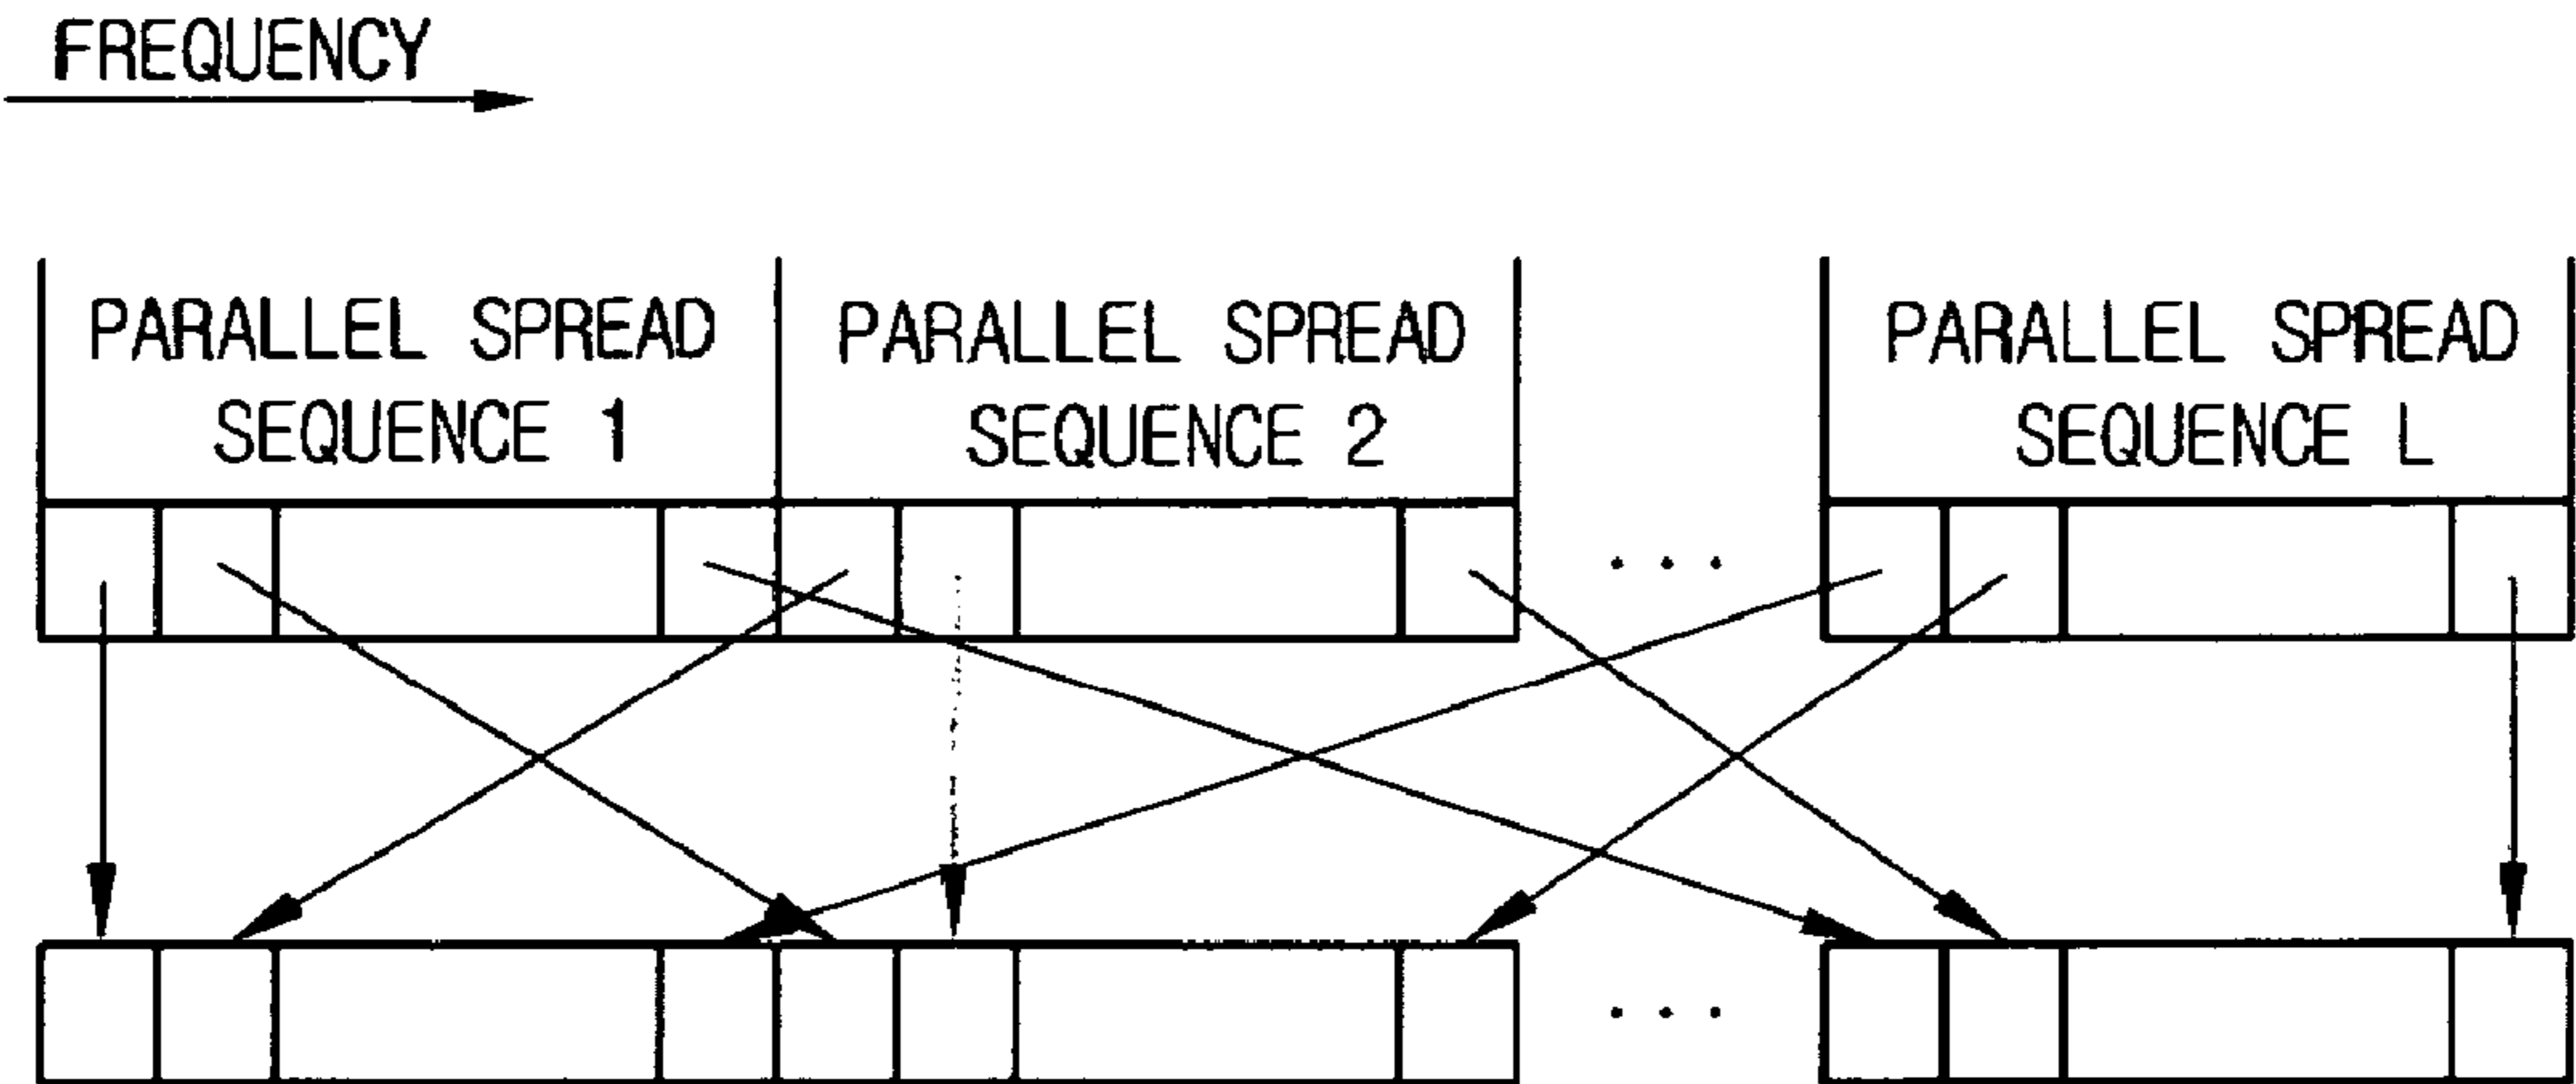 FREQUENCY
PARALLEL SPREAD
SEQUENCE 1
PARALLEL SPREAD
SEQUENCE 2
PARALLEL SPREAD
SEQUENCE L
. . .
. . .